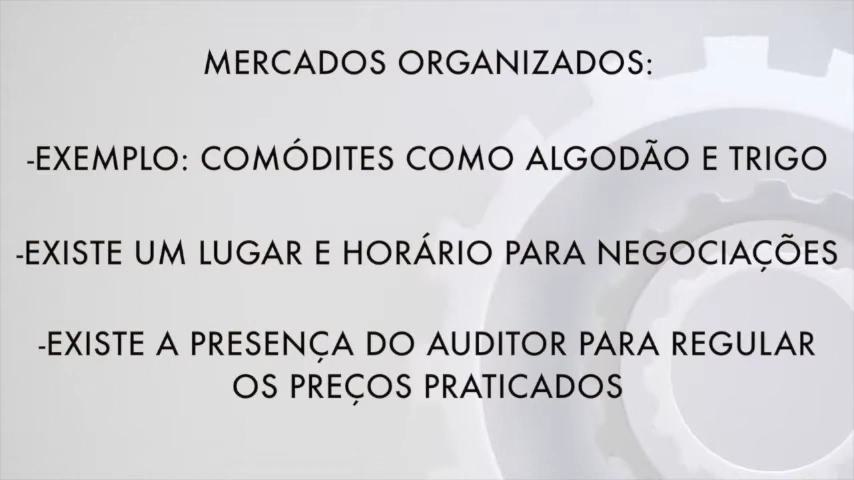 MERCADOS ORGANIZADOS:
-EXEMPLO: COMÓDITES COMO ALGODÃO E TRIGO
-EXISTE UM LUGAR E HORÁRIO PARA NEGOCIAÇÕES
-EXISTE A PRESENÇA DO AUDITOR PARA REGULAR
OS PREÇOS PRATICADOS